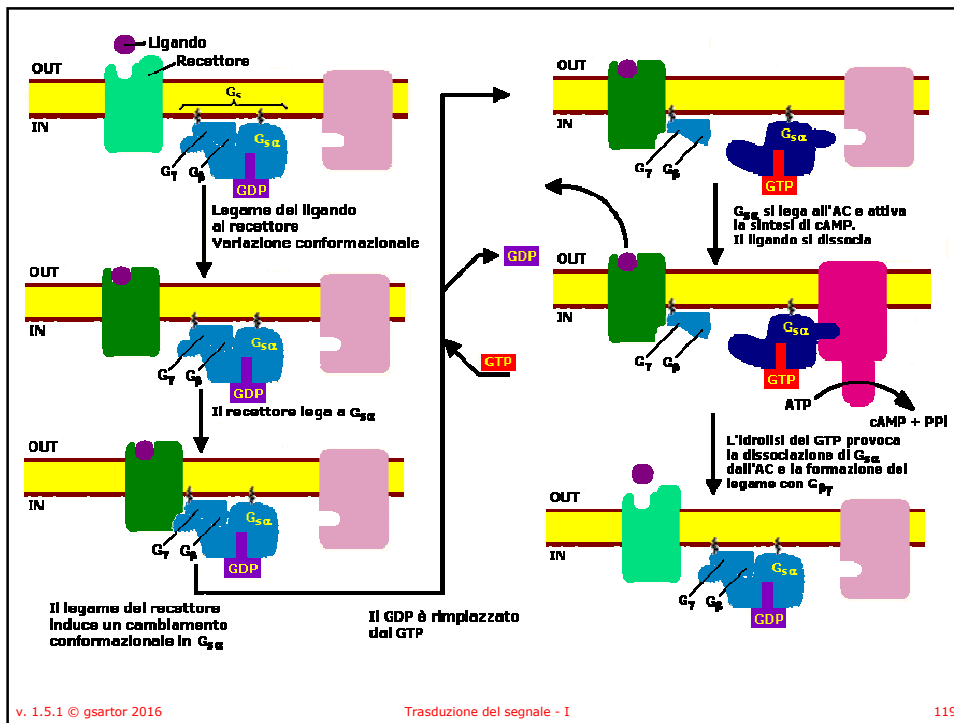 Ligando
Recettore
OUT
IN
Gs
Gγ
Gβ
Gsα
GDP
Legame del ligando
al recettore
Variazione conformazionale
OUT
IN
Gγ
Gβ
Gsα
GDP
Il recettore lega a Gsα
OUT
IN
Gγ
Gβ
Gsα
GDP
Il legame del recettore
induce un cambiamento
conformazionale in Gsα
GDP
GTP
Il GDP è rimpiazzato
dal GTP
OUT
IN
Gγ
Gβ
Gsα
GTP
Gsα si lega all'AC e attiva
la sintesi di cAMP.
Il ligando si dissocia
OUT
IN
Gγ
Gβ
Gsα
GTP
ATP
cAMP + PPi
L'idrolisi del GTP provoca
la dissociazione di Gsα
dall'AC e la formazione del
legame con Gβγ
OUT
IN
Gγ
Gβ
Gsα
GDP
v. 1.5.1 © gsartor 2016
Trasduzione del segnale - I
119